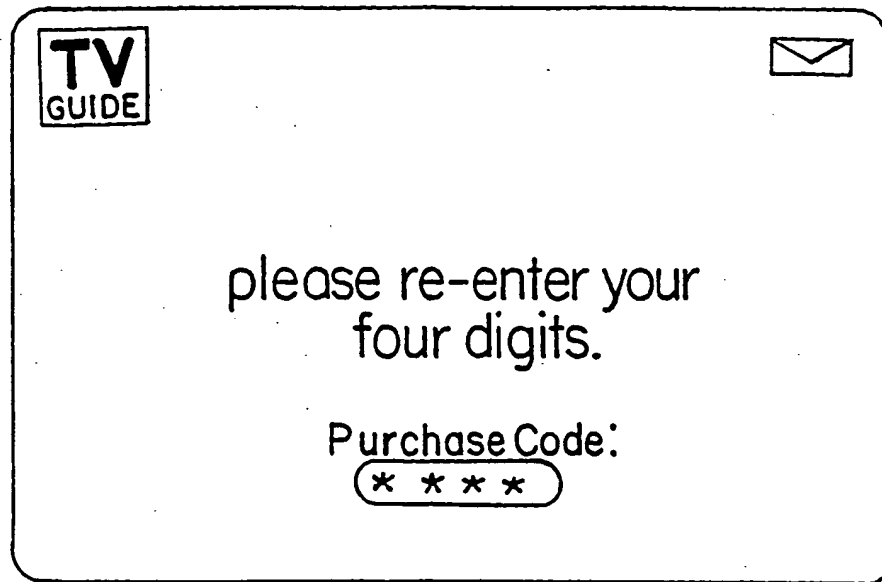 TV
GUIDE
please re-enter your
four digits.
Purchase Code:
* * * *